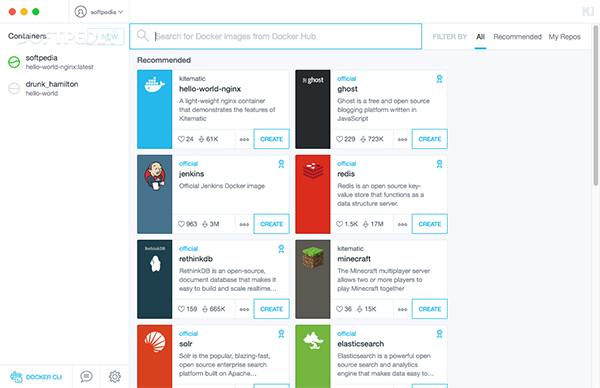 softpedia
SOFTPEDIA
Containers
+ NEW
Search for Docker images from Docker Hub
FILTER BY All Recommended My Repos
softpedia
hello-world-nginx:latest
drunk_hamilton
hello-world
Recommended
kitematic
hello-world-nginx
A light-weight nginx container
that demonstrates the features of
Kitematic
24 61K
CREATE
ghost
official
ghost
Ghost is a free and open source
blogging platform written in
JavaScript
229 723K
CREATE
official
jenkins
Official Jenkins Docker image
963 3M
CREATE
redis
official
redis
Redis is an open source key-
value store that functions as a
data structure server.
1.5K 17M
CREATE
RethinkDB
official
rethinkdb
RethinkDB is an open-source,
document database that makes it
easy to build and scale realtime...
159 665K
CREATE
kitematic
minecraft
The Minecraft multiplayer server
allows two or more players to
play Minecraft together
36 15K
CREATE
official
solr
Solr is the popular, blazing-fast,
open source enterprise search
platform built on Apache...
official
elasticsearch
Elasticsearch is a powerful open
source search and analytics
engine that makes data easy to...
DOCKER CLI